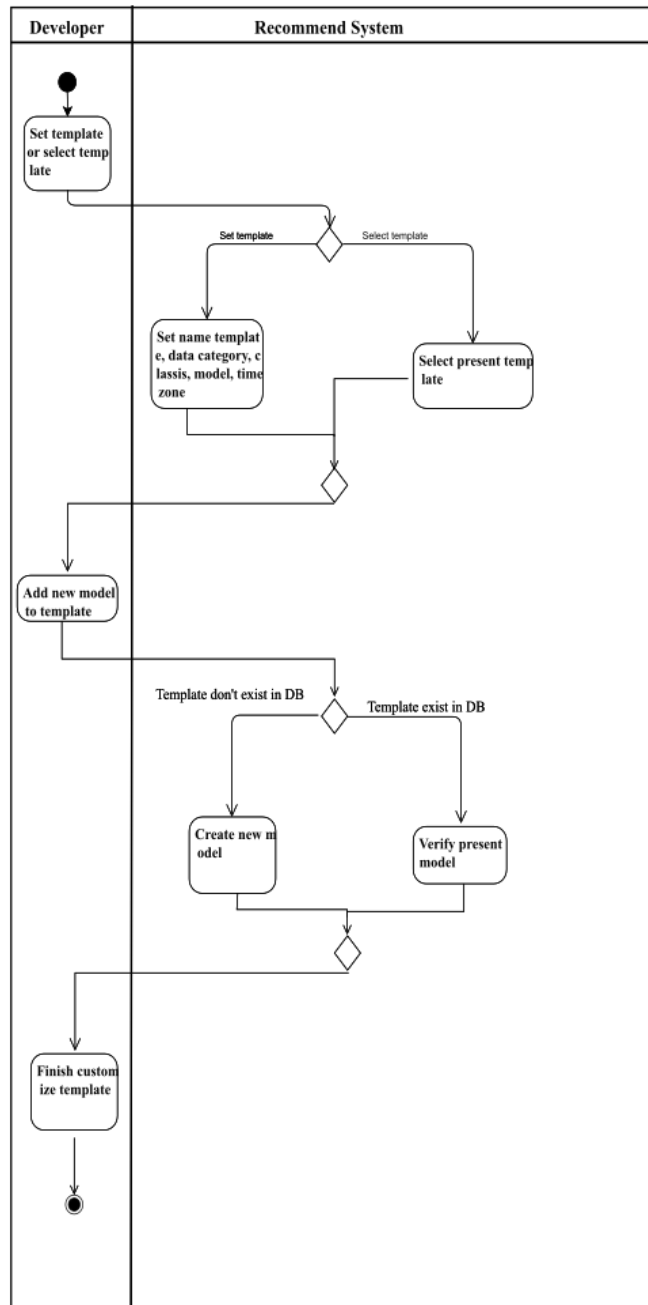 Developer
Recommend System
Set template
or select temp
late
Set template
Select template
Set name templat
e, data category, c
lassis, model, time
zone
Select present temp
late
Add new model
to template
Template don't exist in DB
Template exist in DB
Create new m
odel
Verify present
model
Finish custom
ize template